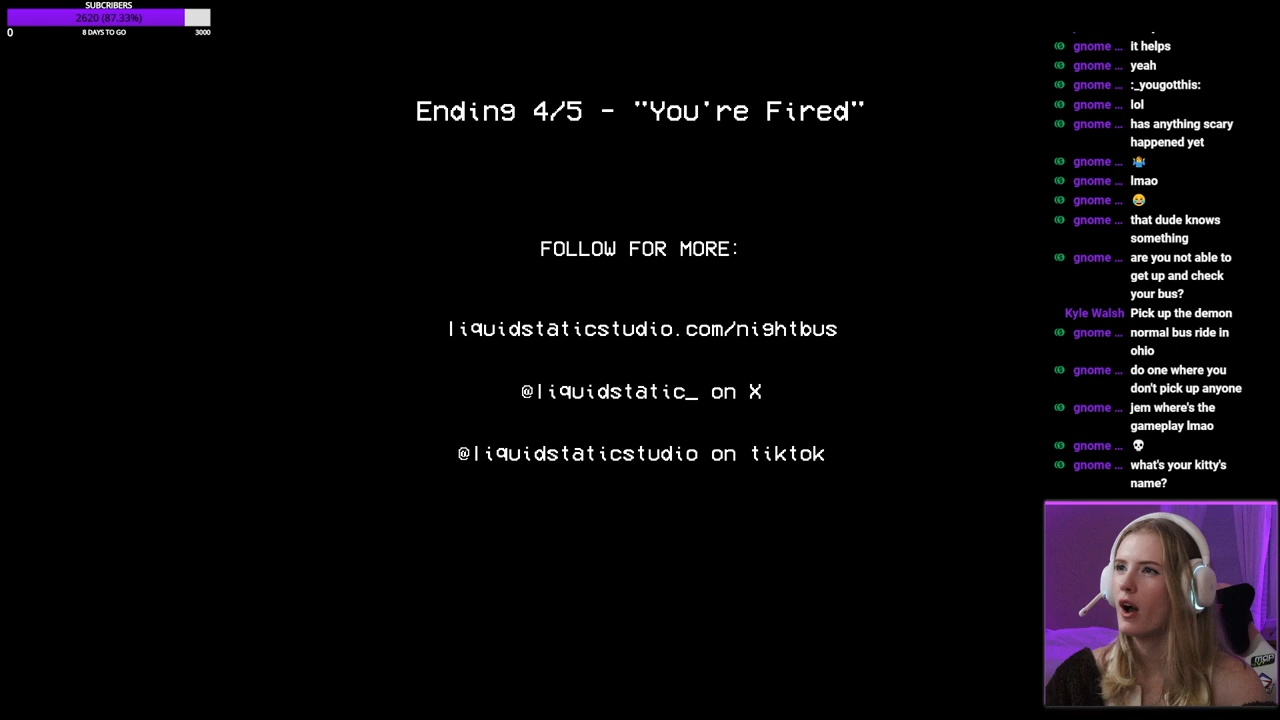 SUBCRIBERS
2620 (87.33%)
0
8 DAYS TO GO
3000
Ending 4/5 - "You're Fired"
FOLLOW FOR MORE:
liquidstaticstudio.com/nightbus
@liquidstatic_ on X
@liquidstaticstudio on tiktok
gnome ... it helps
gnome ... yeah
gnome ... :_yougotthis:
gnome ... lol
gnome ... has anything scary
happened yet
gnome ... 🤷
gnome ... lmao
gnome ... 😂
gnome ... that dude knows
something
gnome ... are you not able to
get up and check
your bus?
Kyle Walsh Pick up the demon
gnome ... normal bus ride in
ohio
gnome ... do one where you
don't pick up anyone
gnome ... jem where's the
gameplay lmao
gnome ... 💀
gnome ... what's your kitty's
name?